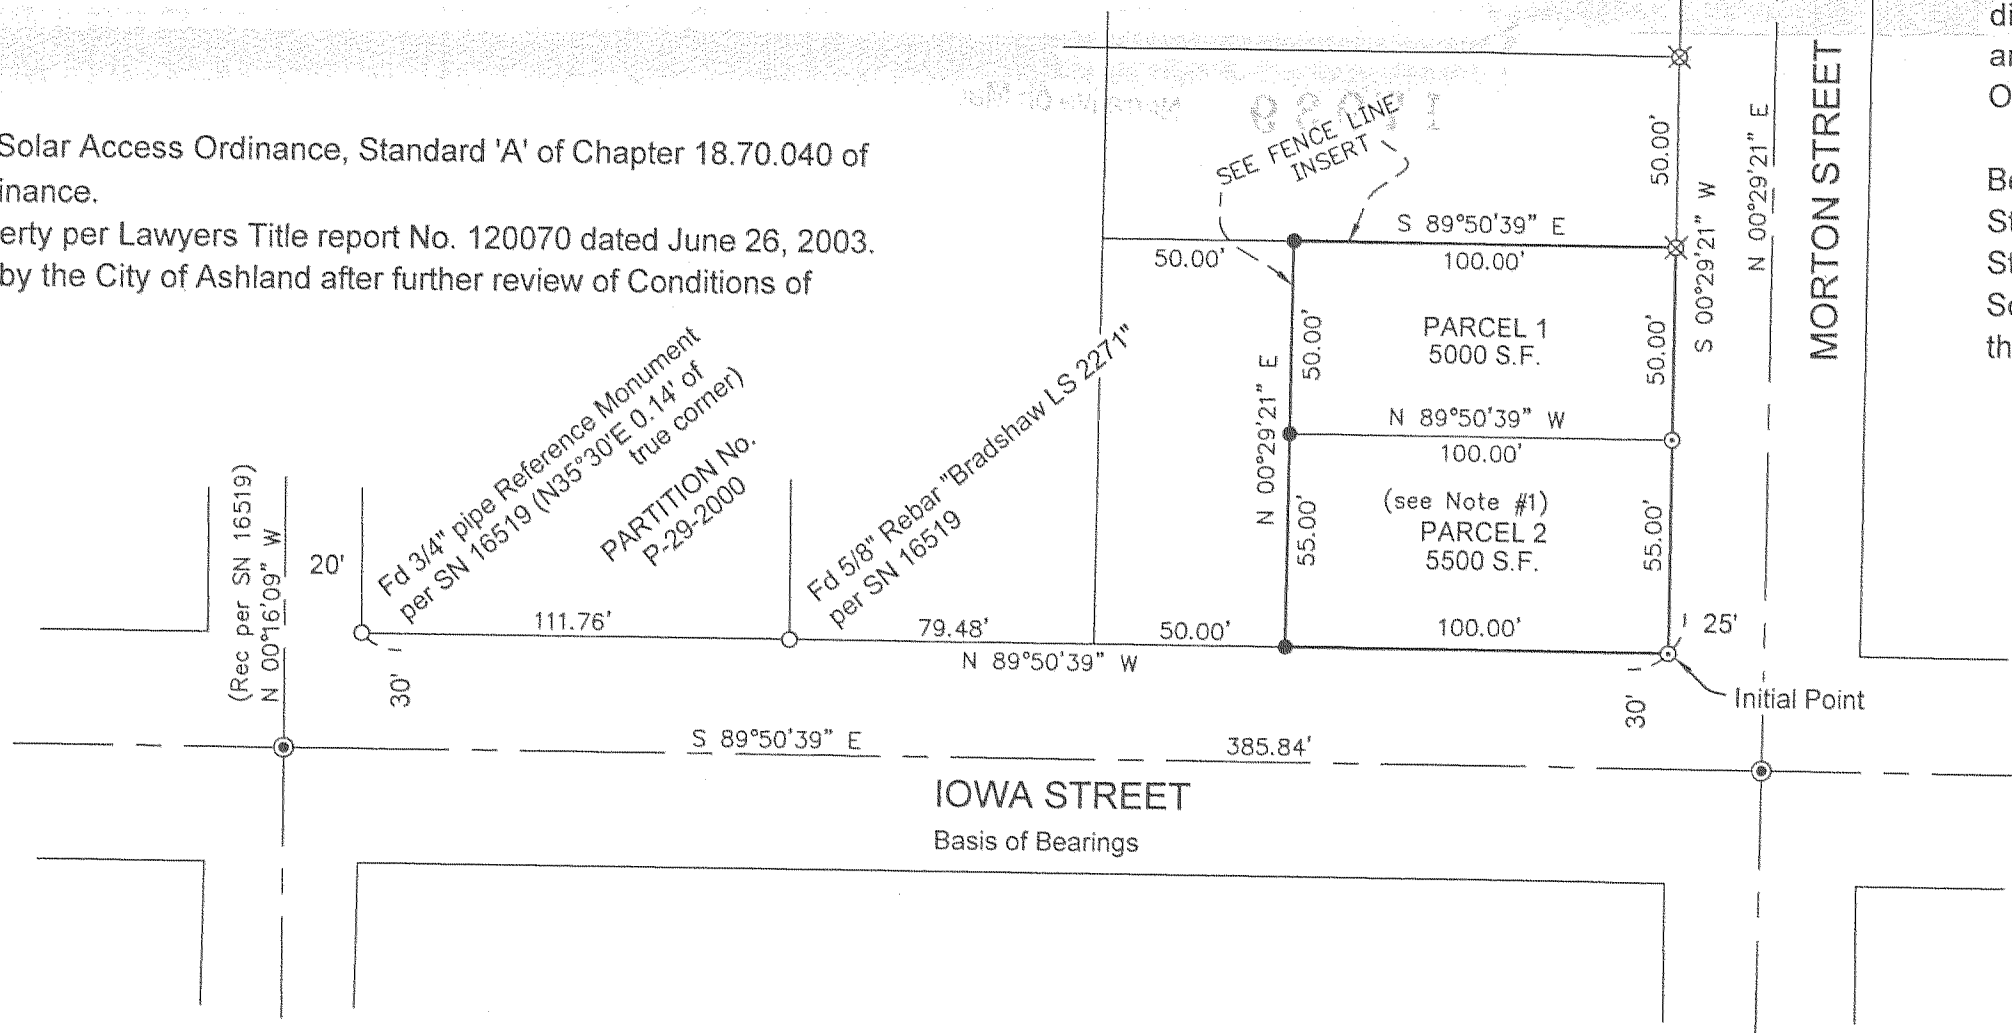 Solar Access Ordinance, Standard 'A' of Chapter 18.70.040 of
inance.
erty per Lawyers Title report No. 120070 dated June 26, 2003.
by the City of Ashland after further review of Conditions of
SEE FENCE LINE
INSERT
50.00'
S 00°29'21" W
N 00°29'21" E
MORTON STREET
S 89°50'39" E
50.00'
100.00'
PARCEL 1
5000 S.F.
50.00'
50.00'
N 00°29'21" E
N 89°50'39" W
100.00'
(see Note #1)
PARCEL 2
5500 S.F.
55.00'
55.00'
100.00'
25'
30'
Initial Point
(Rec per SN 16519)
N 00°16'09" W
20'
Fd 3/4" pipe Reference Monument
per SN 16519 (N35°30'E 0.14' of
true corner)
PARTITION No.
P-29-2000
Fd 5/8" Rebar "Bradshaw LS 2271"
per SN 16519
111.76'
79.48'
50.00'
N 89°50'39" W
30'
S 89°50'39" E
385.84'
IOWA STREET
Basis of Bearings
di
ar
O
Be
St
St
So
th